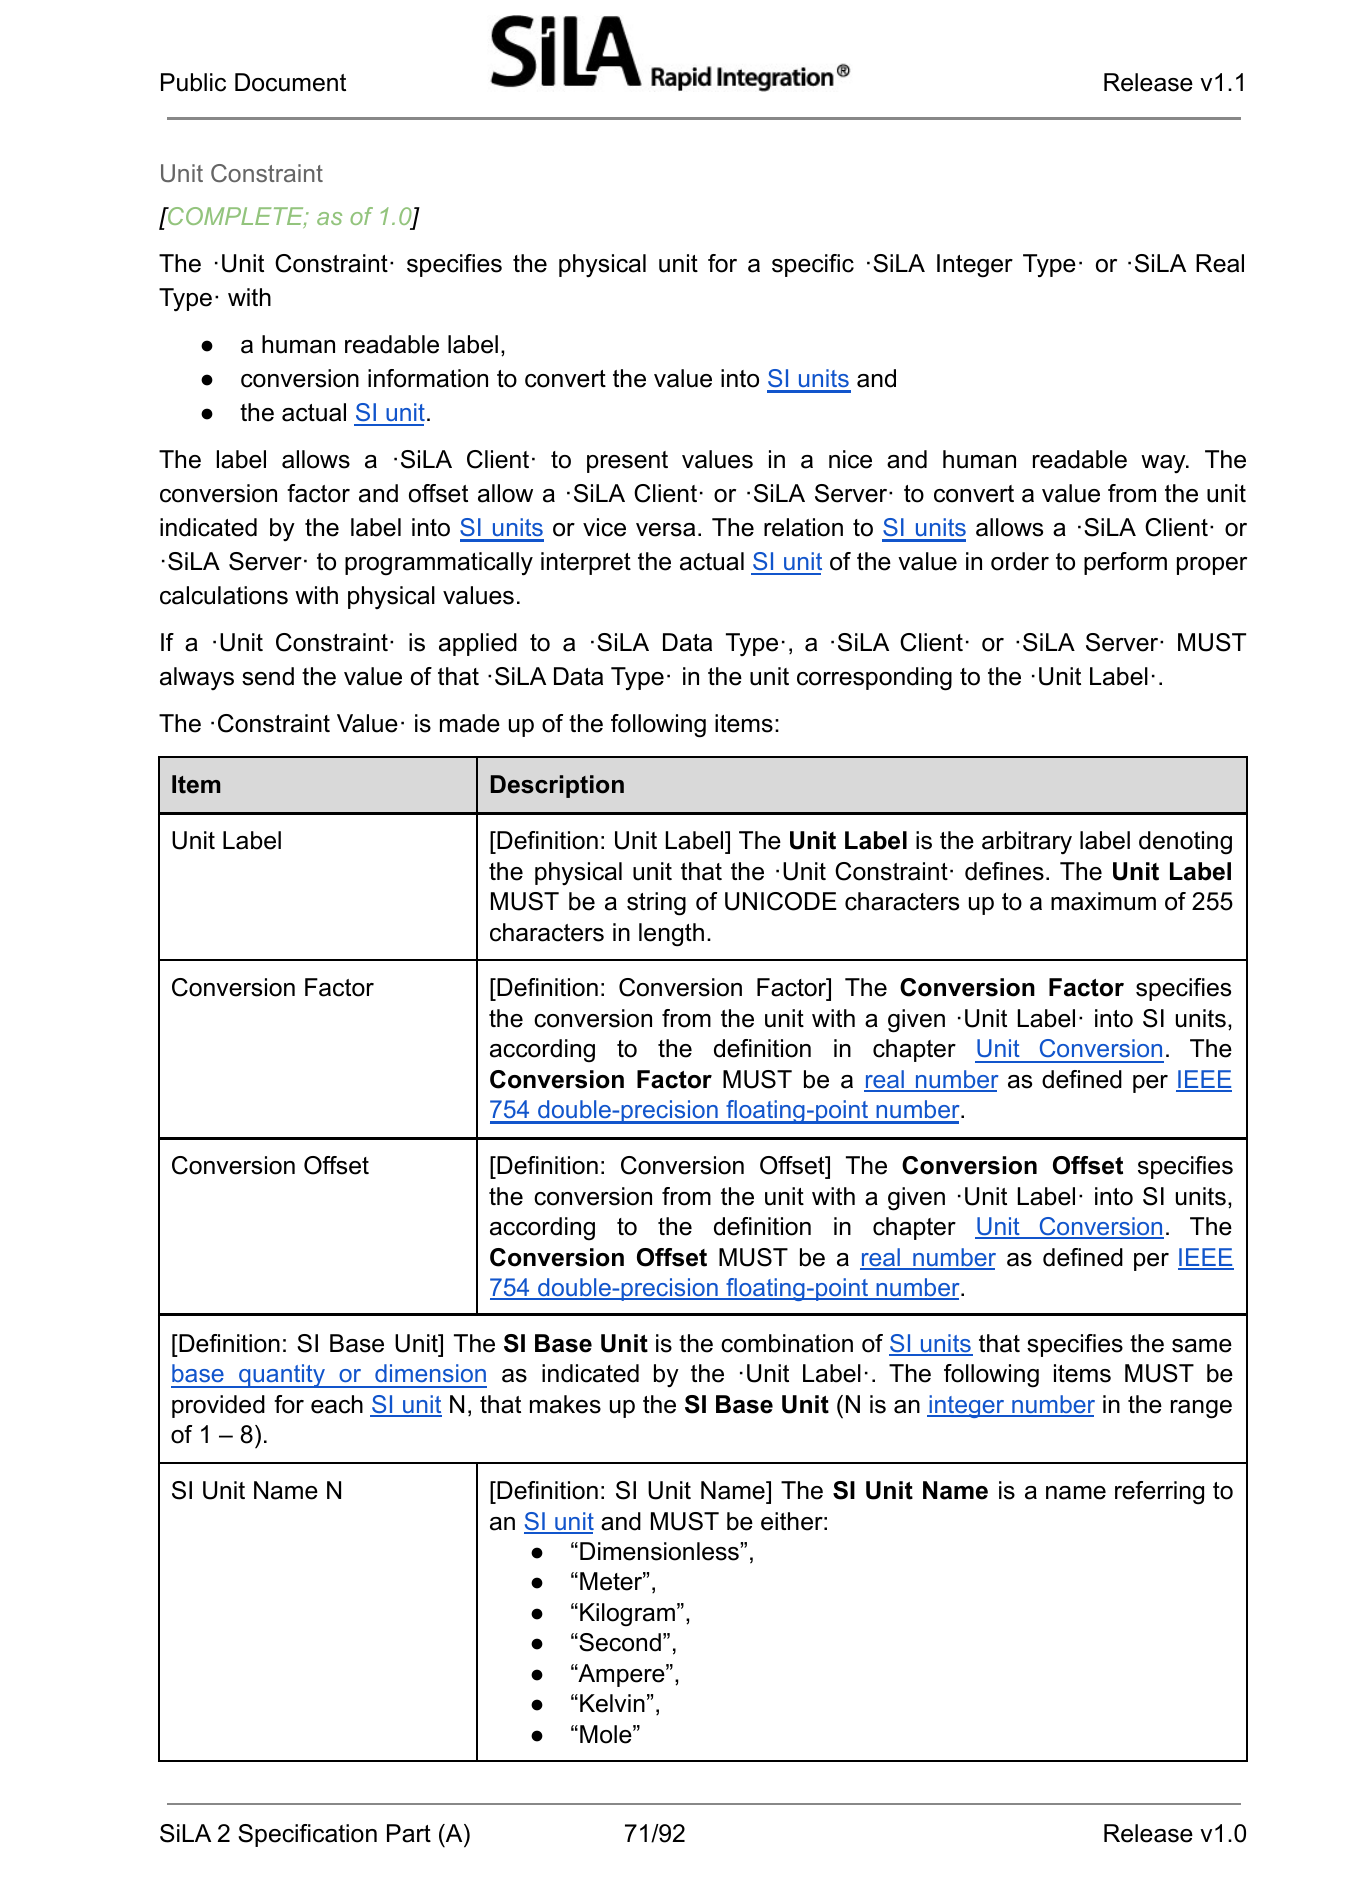 SiLA Rapid Integration®
Public Document Release v1.1
Unit Constraint
[COMPLETE; as of 1.0]
The ·Unit Constraint· specifies the physical unit for a specific ·SiLA Integer Type· or ·SiLA Real
Type· with
● a human readable label,
● conversion information to convert the value into SI units and
● the actual SI unit.
The label allows a ·SiLA Client· to present values in a nice and human readable way. The
conversion factor and offset allow a ·SiLA Client· or ·SiLA Server· to convert a value from the unit
indicated by the label into SI units or vice versa. The relation to SI units allows a ·SiLA Client· or
·SiLA Server· to programmatically interpret the actual SI unit of the value in order to perform proper
calculations with physical values.
If a ·Unit Constraint· is applied to a ·SiLA Data Type·, a ·SiLA Client· or ·SiLA Server· MUST
always send the value of that ·SiLA Data Type· in the unit corresponding to the ·Unit Label·.
The ·Constraint Value· is made up of the following items:
Item Description
Unit Label [Definition: Unit Label] The Unit Label is the arbitrary label denoting
the physical unit that the ·Unit Constraint· defines. The Unit Label
MUST be a string of UNICODE characters up to a maximum of 255
characters in length.
Conversion Factor [Definition: Conversion Factor] The Conversion Factor specifies
the conversion from the unit with a given ·Unit Label· into SI units,
according to the definition in chapter Unit Conversion. The
Conversion Factor MUST be a real number as defined per IEEE
754 double-precision floating-point number.
Conversion Offset [Definition: Conversion Offset] The Conversion Offset specifies
the conversion from the unit with a given ·Unit Label· into SI units,
according to the definition in chapter Unit Conversion. The
Conversion Offset MUST be a real number as defined per IEEE
754 double-precision floating-point number.
[Definition: SI Base Unit] The SI Base Unit is the combination of SI units that specifies the same
base quantity or dimension as indicated by the ·Unit Label·. The following items MUST be
provided for each SI unit N, that makes up the SI Base Unit (N is an integer number in the range
of 1 – 8).
SI Unit Name N [Definition: SI Unit Name] The SI Unit Name is a name referring to
an SI unit and MUST be either:
● “Dimensionless”,
● “Meter”,
● “Kilogram”,
● “Second”,
● “Ampere”,
● “Kelvin”,
● “Mole”
SiLA 2 Specification Part (A) 71/92 Release v1.0